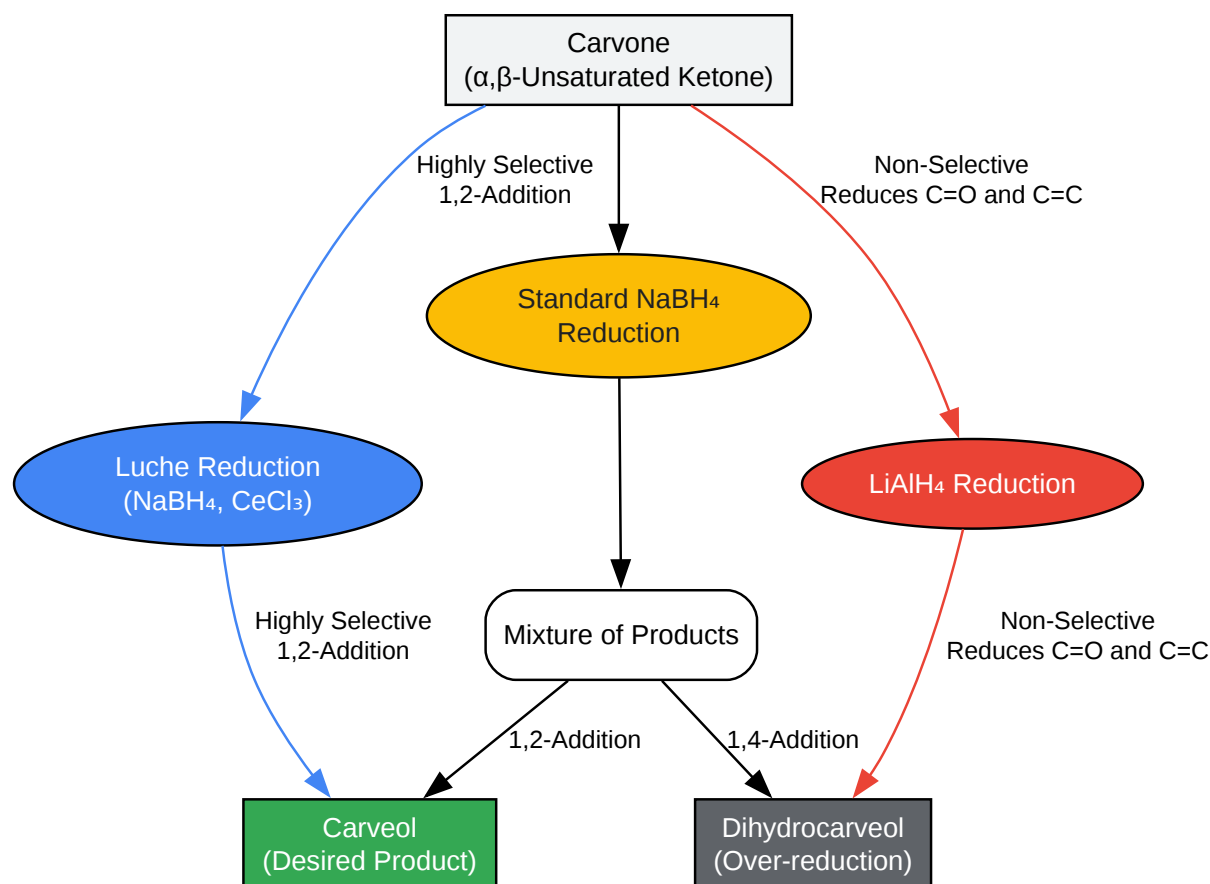 Carvone
(α,β-Unsaturated Ketone)
Highly Selective
1,2-Addition
Non-Selective
Reduces C=O and C=C
Standard NaBH₄
Reduction
Luche Reduction
(NaBH₄, CeCl₃)
LiAlH₄ Reduction
Highly Selective
1,2-Addition
Mixture of Products
Non-Selective
Reduces C=O and C=C
1,2-Addition
1,4-Addition
Carveol
(Desired Product)
Dihydrocarveol
(Over-reduction)